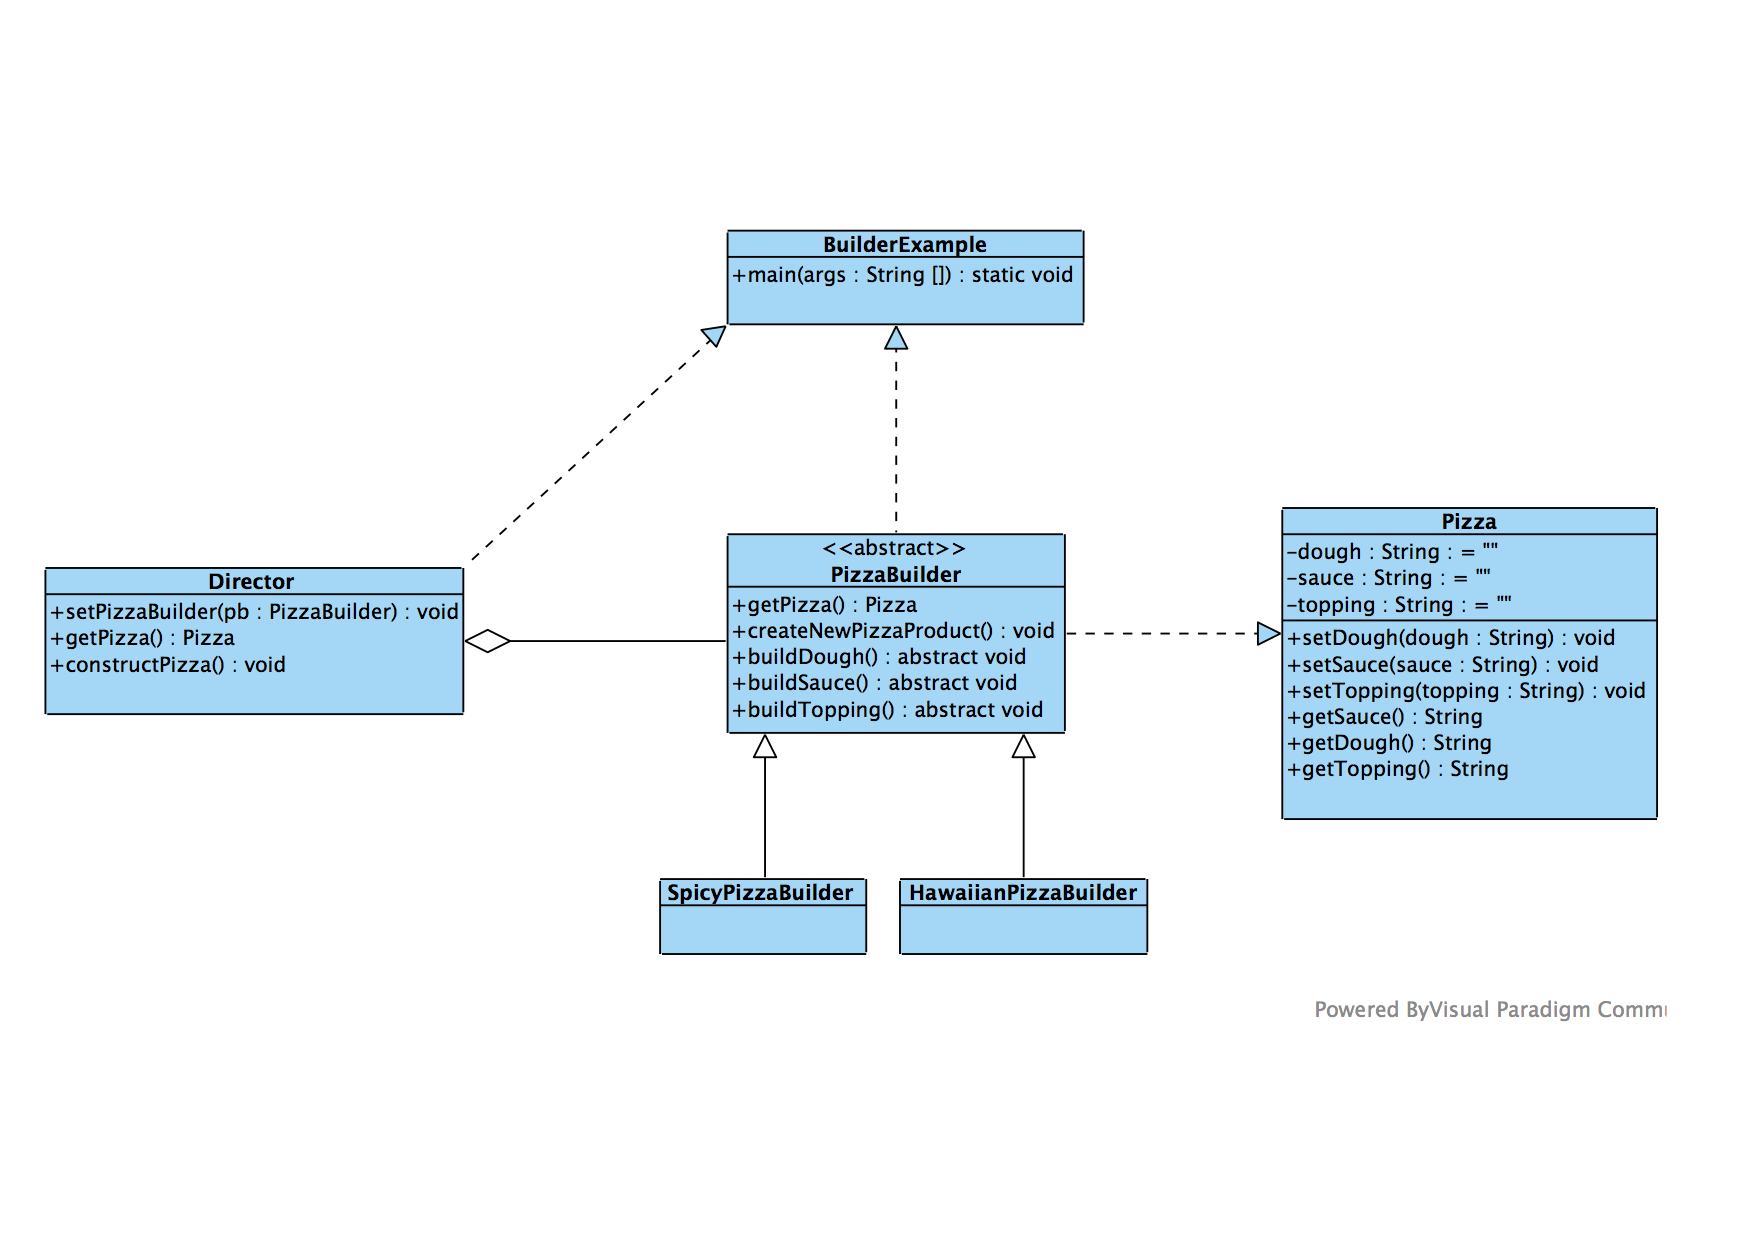 BuilderExample
+main(args : String []) : static void
Director
+setPizzaBuilder(pb : PizzaBuilder) : void
+getPizza() : Pizza
+constructPizza() : void
<<abstract>>
PizzaBuilder
+getPizza() : Pizza
+createNewPizzaProduct() : void
+buildDough() : abstract void
+buildSauce() : abstract void
+buildTopping() : abstract void
Pizza
-dough : String : = ""
-sauce : String : = ""
-topping : String : = ""
+setDough(dough : String) : void
+setSauce(sauce : String) : void
+setTopping(topping : String) : void
+getSauce() : String
+getDough() : String
+getTopping() : String
SpicyPizzaBuilder
HawaiianPizzaBuilder
Powered ByVisual Paradigm